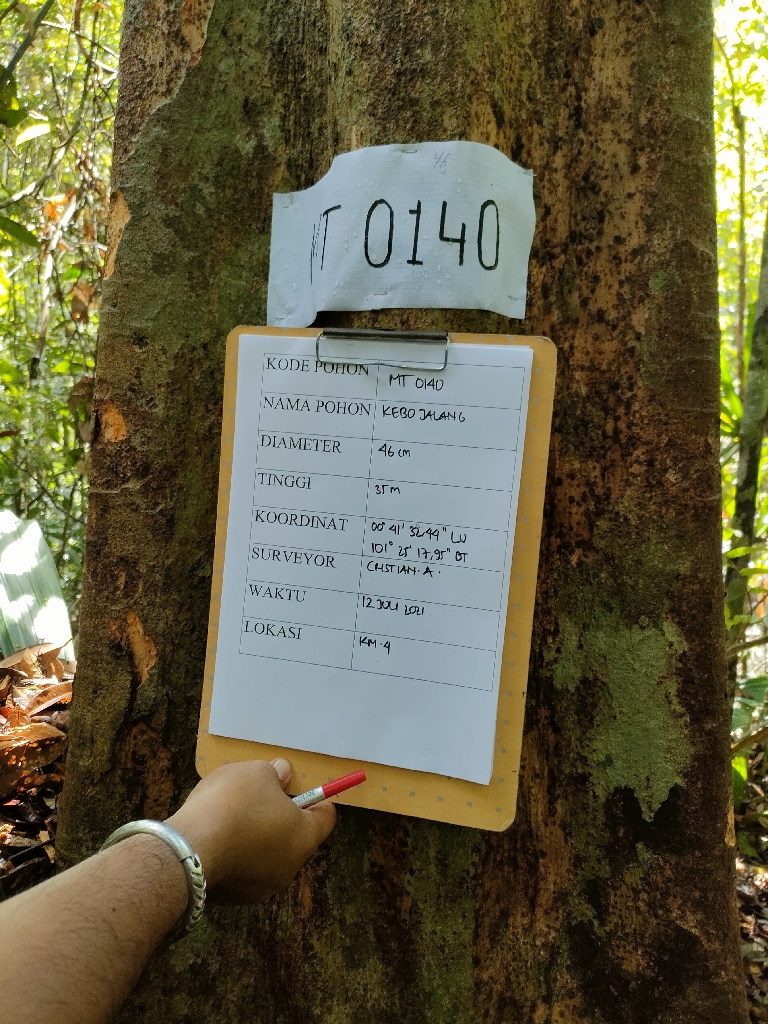 MT 0140
KODE POHON MT 0140
NAMA POHON KEBO JALANG
DIAMETER 46 cm
TINGGI 35 m
KOORDINAT 00° 41' 32,44" LU
101° 25' 17,95" BT
SURVEYOR CRISTIAN. A.
WAKTU 12 JULI 2021
LOKASI KM. 4